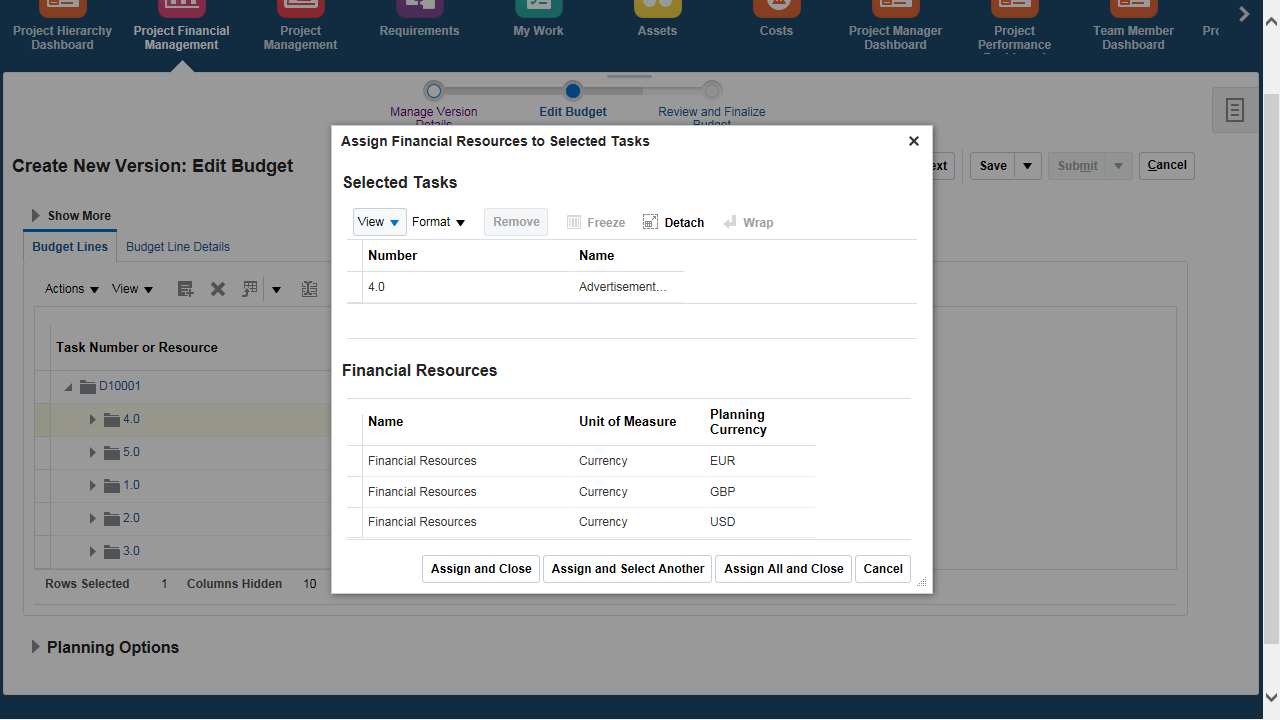 Project Hierarchy
Dashboard
Project Financial
Management
Project
Management
Requirements
My Work
Assets
Costs
Project Manager
Dashboard
Project
Performance
Team Member
Dashboard
Manage Version
Details
Edit Budget
Review and Finalize
Budget
Create New Version: Edit Budget
ext
Save
Submit
Cancel
Show More
Budget Lines
Budget Line Details
Actions
View
Task Number or Resource
D10001
4.0
5.0
1.0
2.0
3.0
Rows Selected 1 Columns Hidden 10
Planning Options
Assign Financial Resources to Selected Tasks
Selected Tasks
View Format Remove Freeze Detach Wrap
Number Name
4.0 Advertisement...
Financial Resources
Name Unit of Measure Planning
Currency
Financial Resources Currency EUR
Financial Resources Currency GBP
Financial Resources Currency USD
Assign and Close Assign and Select Another Assign All and Close Cancel